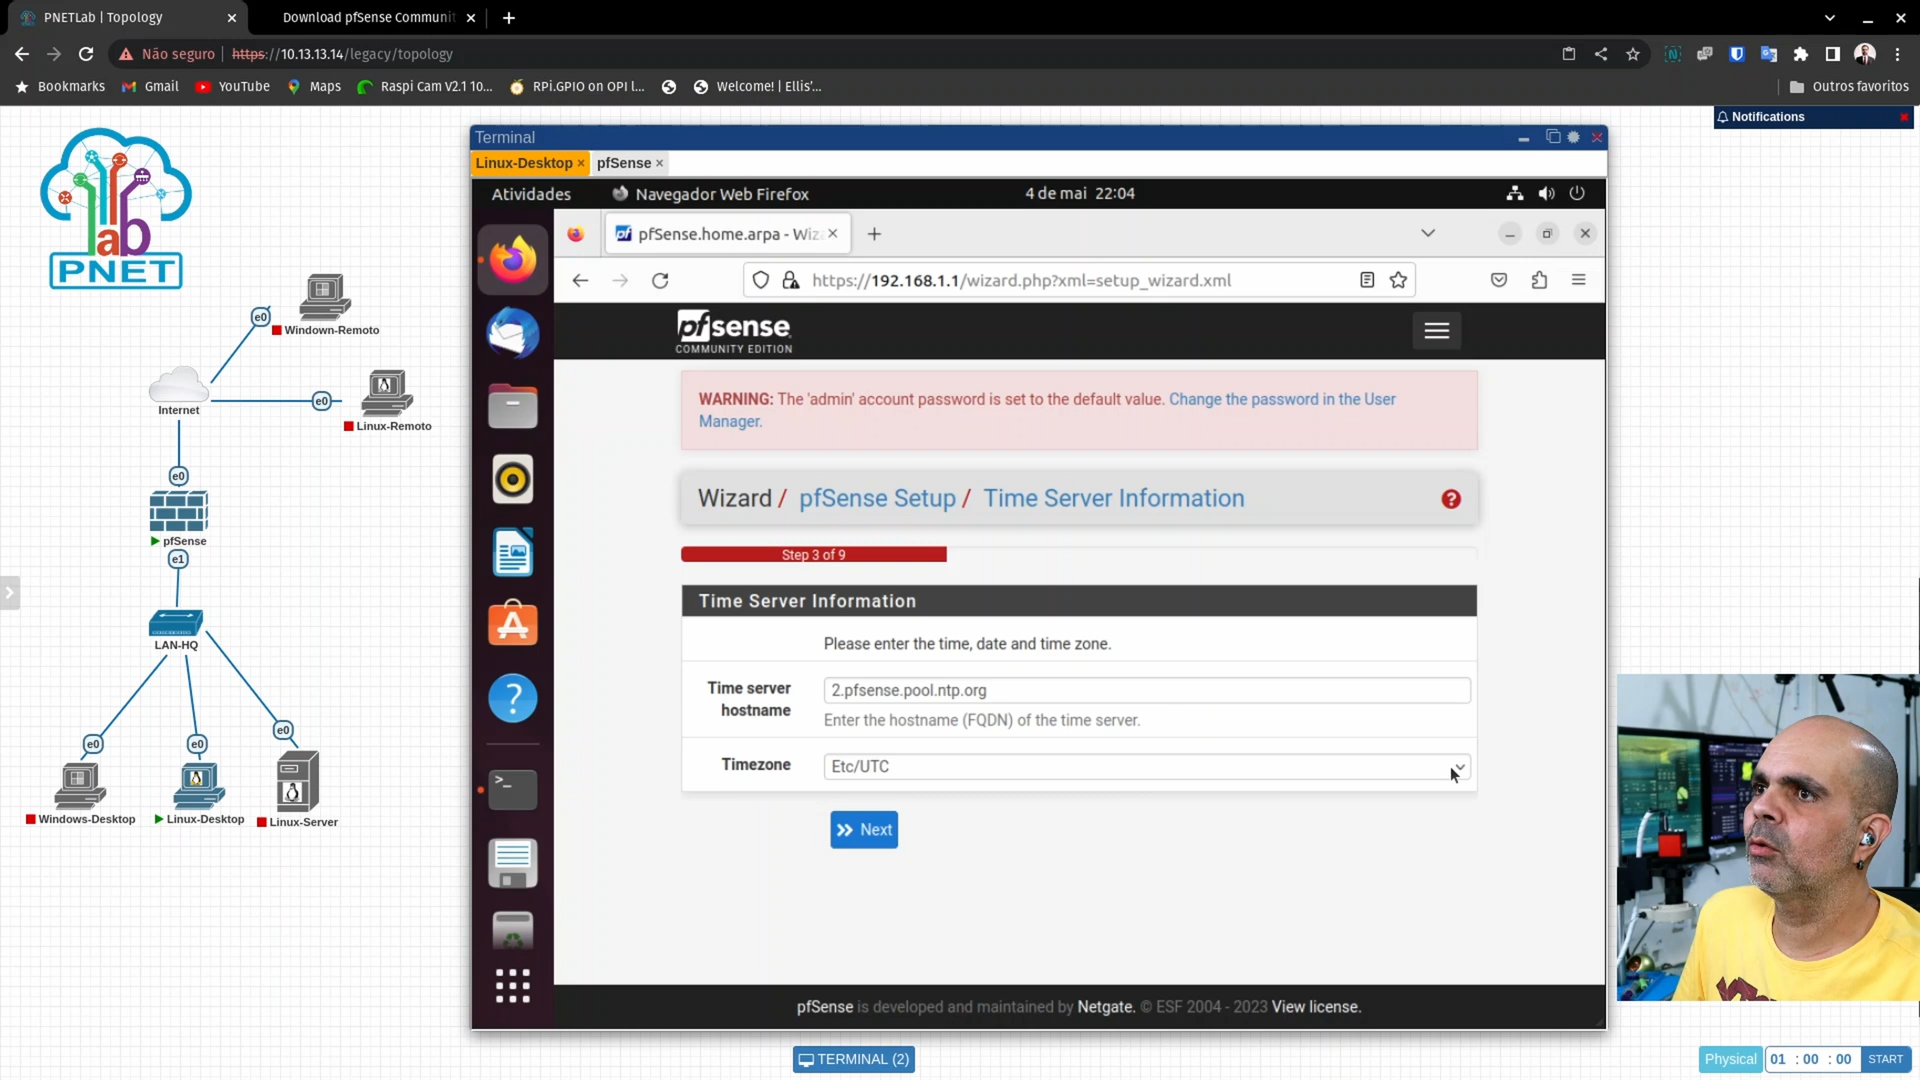 PNETLab | Topology
Download pfSense Communit
Não seguro
https://10.13.13.14/legacy/topology
Bookmarks
Gmail
YouTube
Maps
Raspi Cam V2.1 10...
RPi.GPIO on OPI l...
Welcome! | Ellis'...
Outros favoritos
Notifications
lab
PNET
e0
Windown-Remoto
Internet
e0
Linux-Remoto
e0
pfSense
e1
LAN-HQ
e0
e0
e0
Windows-Desktop
Linux-Desktop
Linux-Server
Terminal
Linux-Desktop
pfSense
Atividades
Navegador Web Firefox
4 de mai 22:04
pfSense.home.arpa - Wiz
https://192.168.1.1/wizard.php?xml=setup_wizard.xml
pfsense
COMMUNITY EDITION
WARNING: The 'admin' account password is set to the default value. Change the password in the User
Manager.
Wizard / pfSense Setup / Time Server Information
Step 3 of 9
Time Server Information
Please enter the time, date and time zone.
Time server
hostname
2.pfsense.pool.ntp.org
Enter the hostname (FQDN) of the time server.
Timezone
Etc/UTC
Next
pfSense is developed and maintained by Netgate. © ESF 2004 - 2023 View license.
TERMINAL (2)
Physical
01 : 00 : 00
START